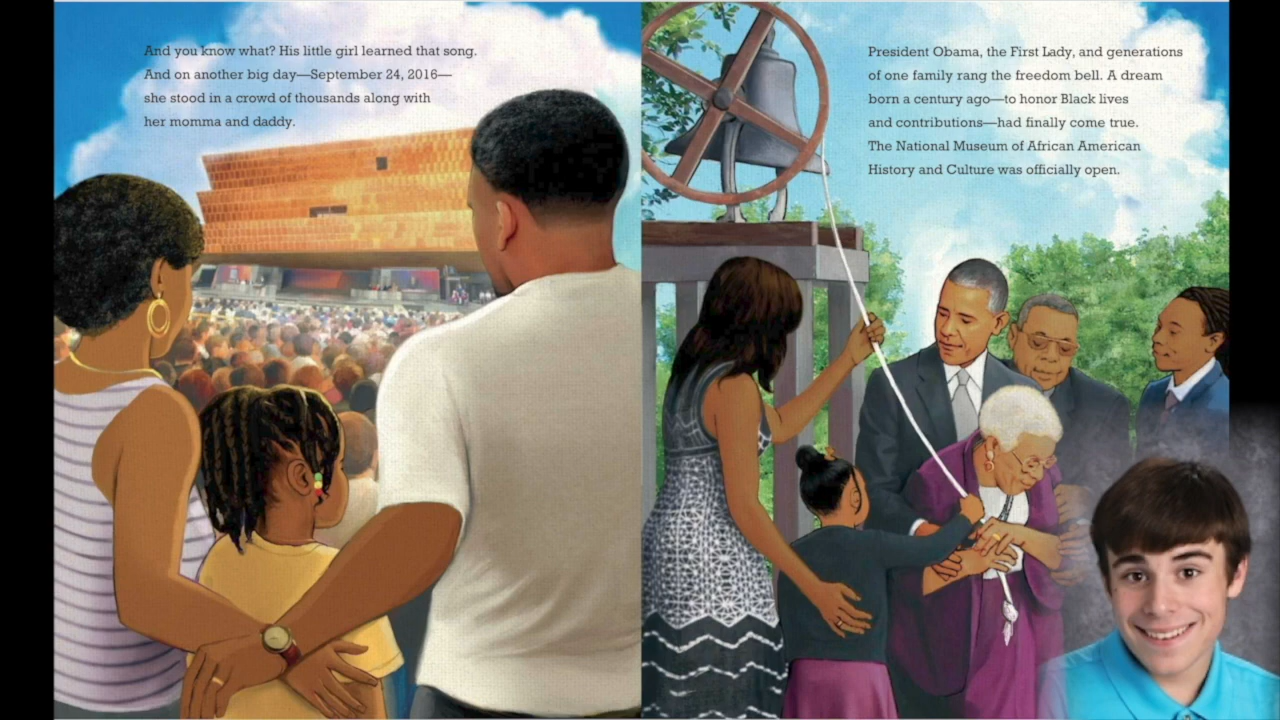 And you know what? His little girl learned that song.
And on another big day—September 24, 2016—
she stood in a crowd of thousands along with
her momma and daddy.
President Obama, the First Lady, and generations
of one family rang the freedom bell. A dream
born a century ago—to honor Black lives
and contributions—had finally come true.
The National Museum of African American
History and Culture was officially open.